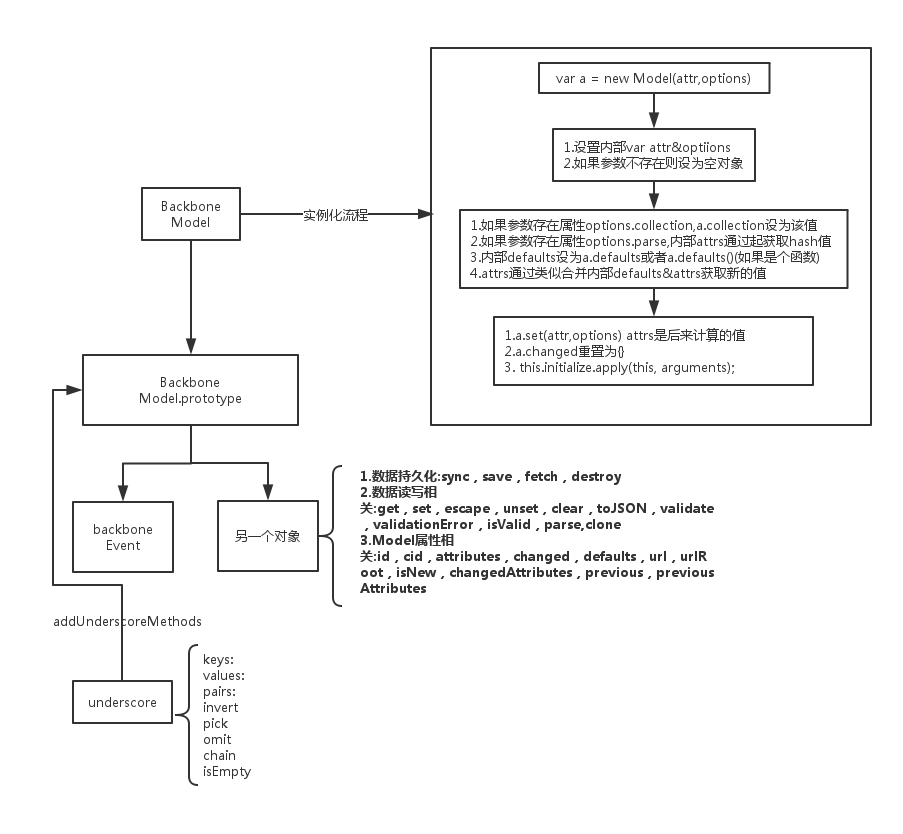 var a = new Model(attr,options)
1.设置内部var attr&optiions
2.如果参数不存在则设为空对象
Backbone
Model
实例化流程
1.如果参数存在属性options.collection,a.collection设为该值
2.如果参数存在属性options.parse,内部attrs通过起获取hash值
3.内部defaults设为a.defaults或者a.defaults()(如果是个函数)
4.attrs通过类似合并内部defaults&attrs获取新的值
1.a.set(attr,options) attrs是后来计算的值
2.a.changed重置为{}
3. this.initialize.apply(this, arguments);
Backbone
Model.prototype
backbone
Event
另一个对象
1.数据持久化:sync，save，fetch，destroy
2.数据读写相
关:get，set，escape，unset，clear，toJSON，validate
，validationError，isValid，parse,clone
3.Model属性相
关:id，cid，attributes，changed，defaults，url，urlR
oot，isNew，changedAttributes，previous，previous
Attributes
addUnderscoreMethods
underscore
keys:
values:
pairs:
invert
pick
omit
chain
isEmpty